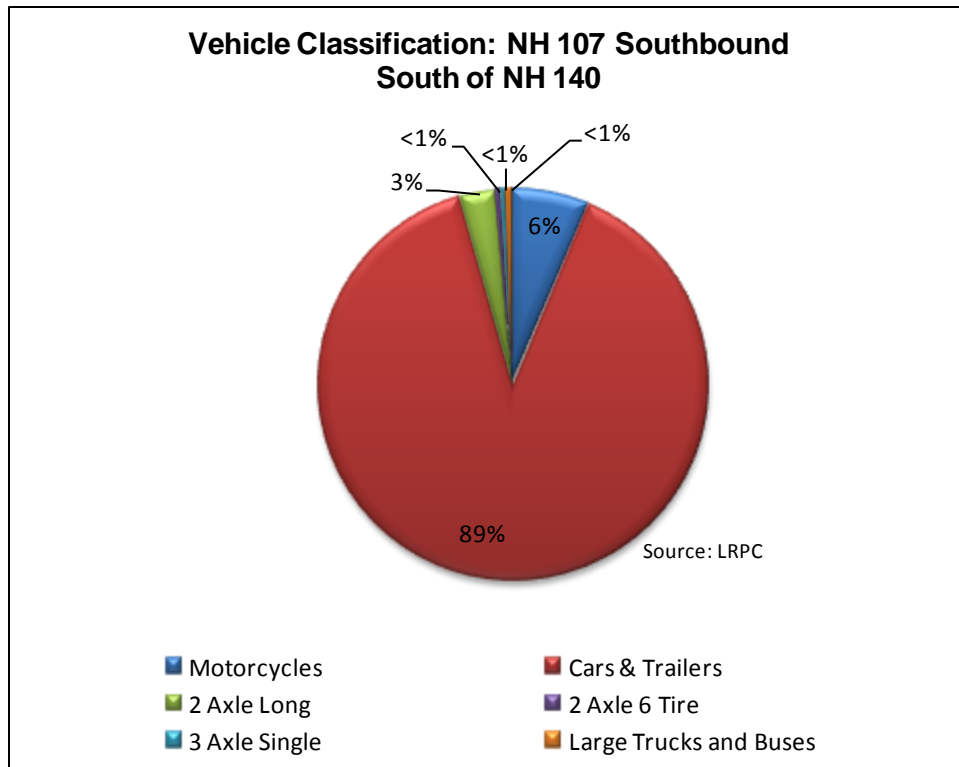 Vehicle Classification: NH 107 Southbound
South of NH 140
<1%
<1%
<1%
3%
6%
89%
Source: LRPC
Motorcycles
Cars & Trailers
2 Axle Long
2 Axle 6 Tire
3 Axle Single
Large Trucks and Buses